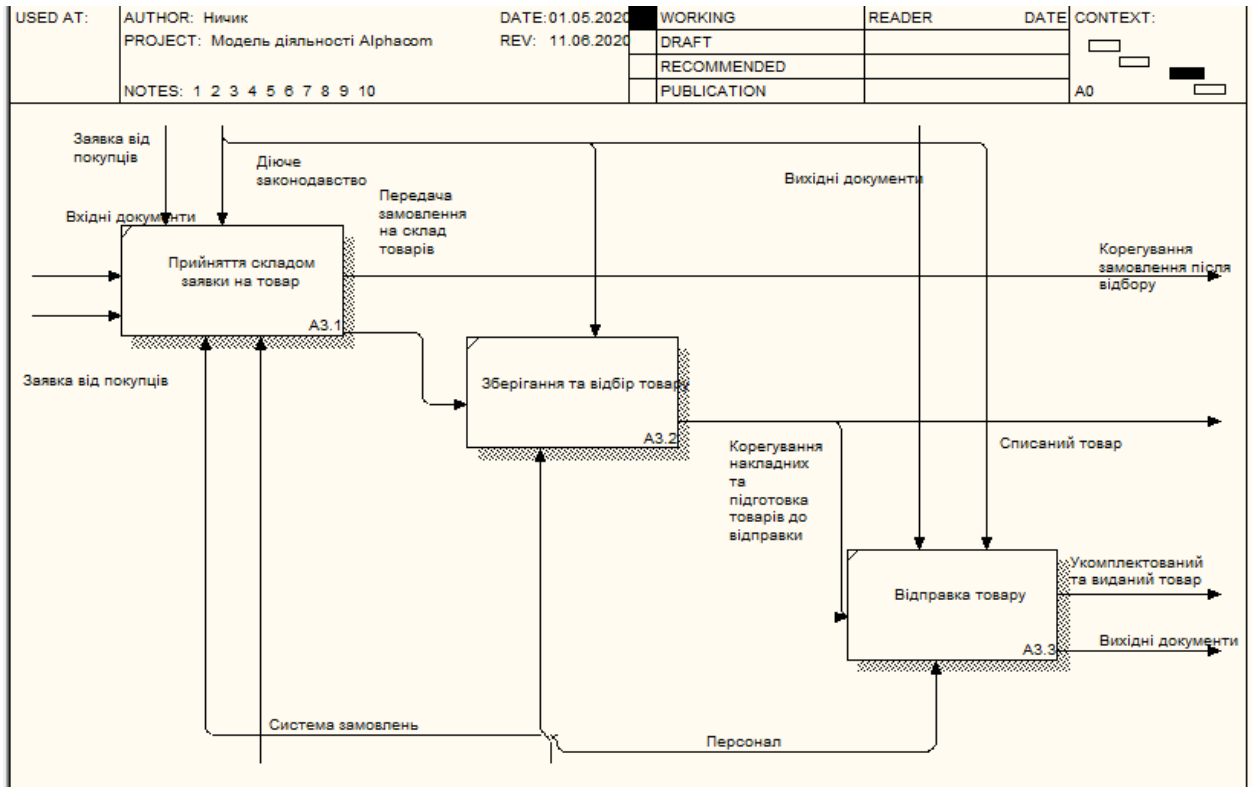 USED AT:
AUTHOR: Ничик
DATE: 01.05.2020
PROJECT: Модель діяльності Alphacom
REV: 11.06.2020
NOTES: 1 2 3 4 5 6 7 8 9 10
WORKING
DRAFT
RECOMMENDED
PUBLICATION
READER
DATE
CONTEXT:
A0
Заявка від
покупців
Діюче
законодавство
Вхідні документи
Передача
замовлення
на склад
товарів
Вихідні документи
Прийняття складом
заявки на товар
A3.1
Корегування
замовлення після
відбору
Заявка від покупців
Зберігання та відбір товару
A3.2
Корегування
накладних
та
підготовка
товарів до
відправки
Списаний товар
Відправка товару
A3.3
Укомплектований
та виданий товар
Вихідні документи
Система замовлень
Персонал